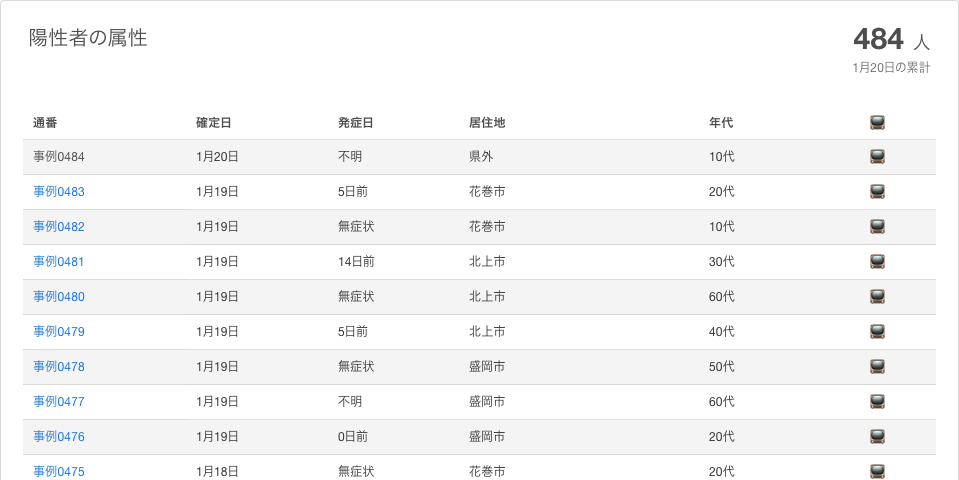 陽性者の属性
484 人
1月20日の累計
通番 確定日 発症日 居住地 年代
事例0484 1月20日 不明 県外 10代
事例0483 1月19日 5日前 花巻市 20代
事例0482 1月19日 無症状 花巻市 10代
事例0481 1月19日 14日前 北上市 30代
事例0480 1月19日 無症状 北上市 60代
事例0479 1月19日 5日前 北上市 40代
事例0478 1月19日 無症状 盛岡市 50代
事例0477 1月19日 不明 盛岡市 60代
事例0476 1月19日 0日前 盛岡市 20代
事例0475 1月18日 無症状 花巻市 20代